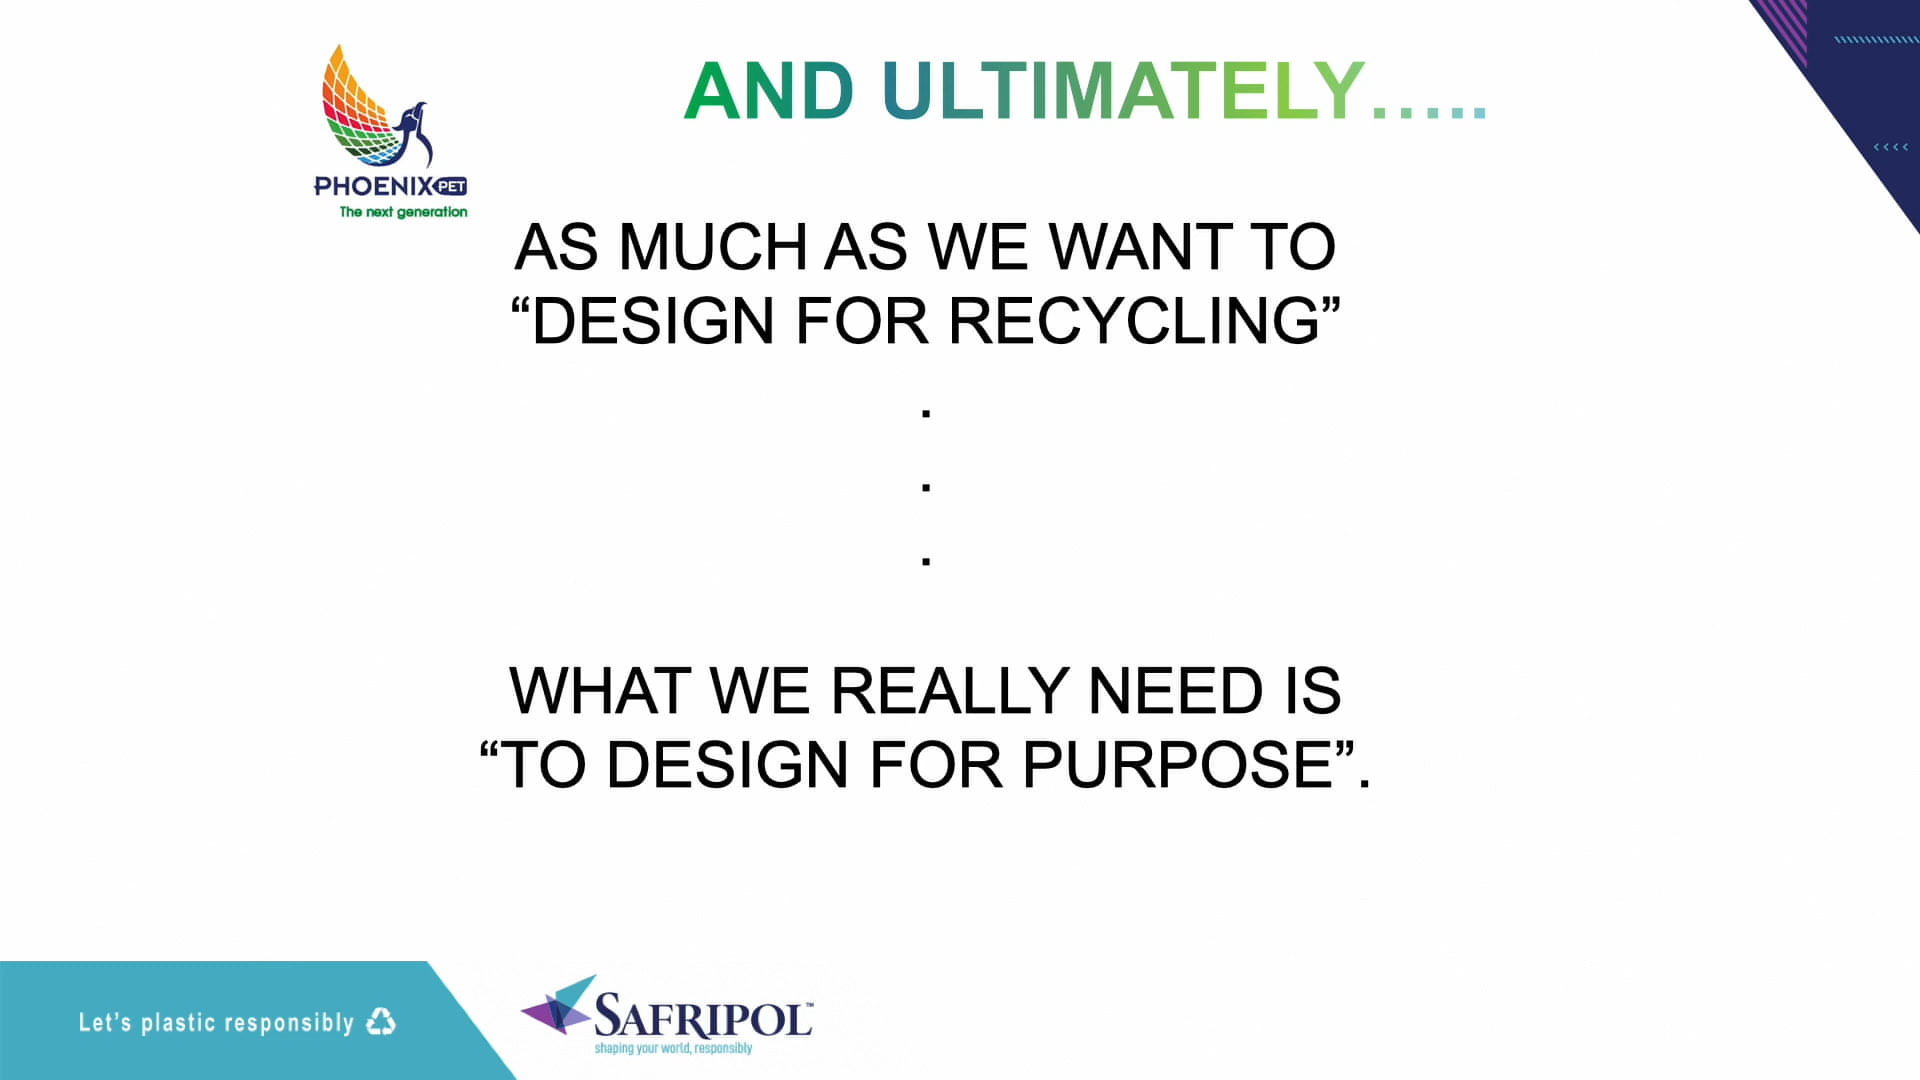 AND ULTIMATELY.....
PHOENIX PET
The next generation
AS MUCH AS WE WANT TO
“DESIGN FOR RECYCLING”
.
.
.
WHAT WE REALLY NEED IS
“TO DESIGN FOR PURPOSE”.
Let’s plastic responsibly
SAFRIPOL™
shaping your world, responsibly